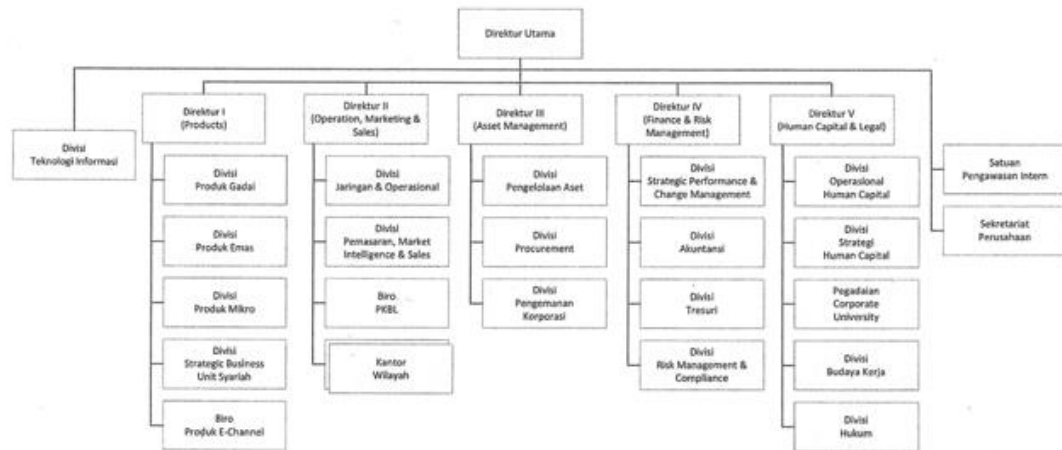 Direktur Utama
Divisi
Teknologi Informasi
Direktur I
(Products)
Divisi
Produk Gadai
Divisi
Produk Emas
Divisi
Produk Mikro
Divisi
Strategic Business
Unit Syariah
Biro
Produk E-Channel
Direktur II
(Operation, Marketing &
Sales)
Divisi
Jaringan & Operasional
Divisi
Pemasaran, Market
Intelligence & Sales
Biro
PKBL
Kantor
Wilayah
Direktur III
(Asset Management)
Divisi
Pengelolaan Aset
Divisi
Procurement
Divisi
Pengemanan
Korporasi
Direktur IV
(Finance & Risk
Management)
Divisi
Strategic Performance &
Change Management
Divisi
Akuntansi
Divisi
Tresuri
Divisi
Risk Management &
Compliance
Direktur V
(Human Capital & Legal)
Divisi
Operasional
Human Capital
Divisi
Strategi
Human Capital
Pegadaian
Corporate
University
Divisi
Budaya Kerja
Divisi
Hukum
Satuan
Pengawasan Intern
Sekretariat
Perusahaan